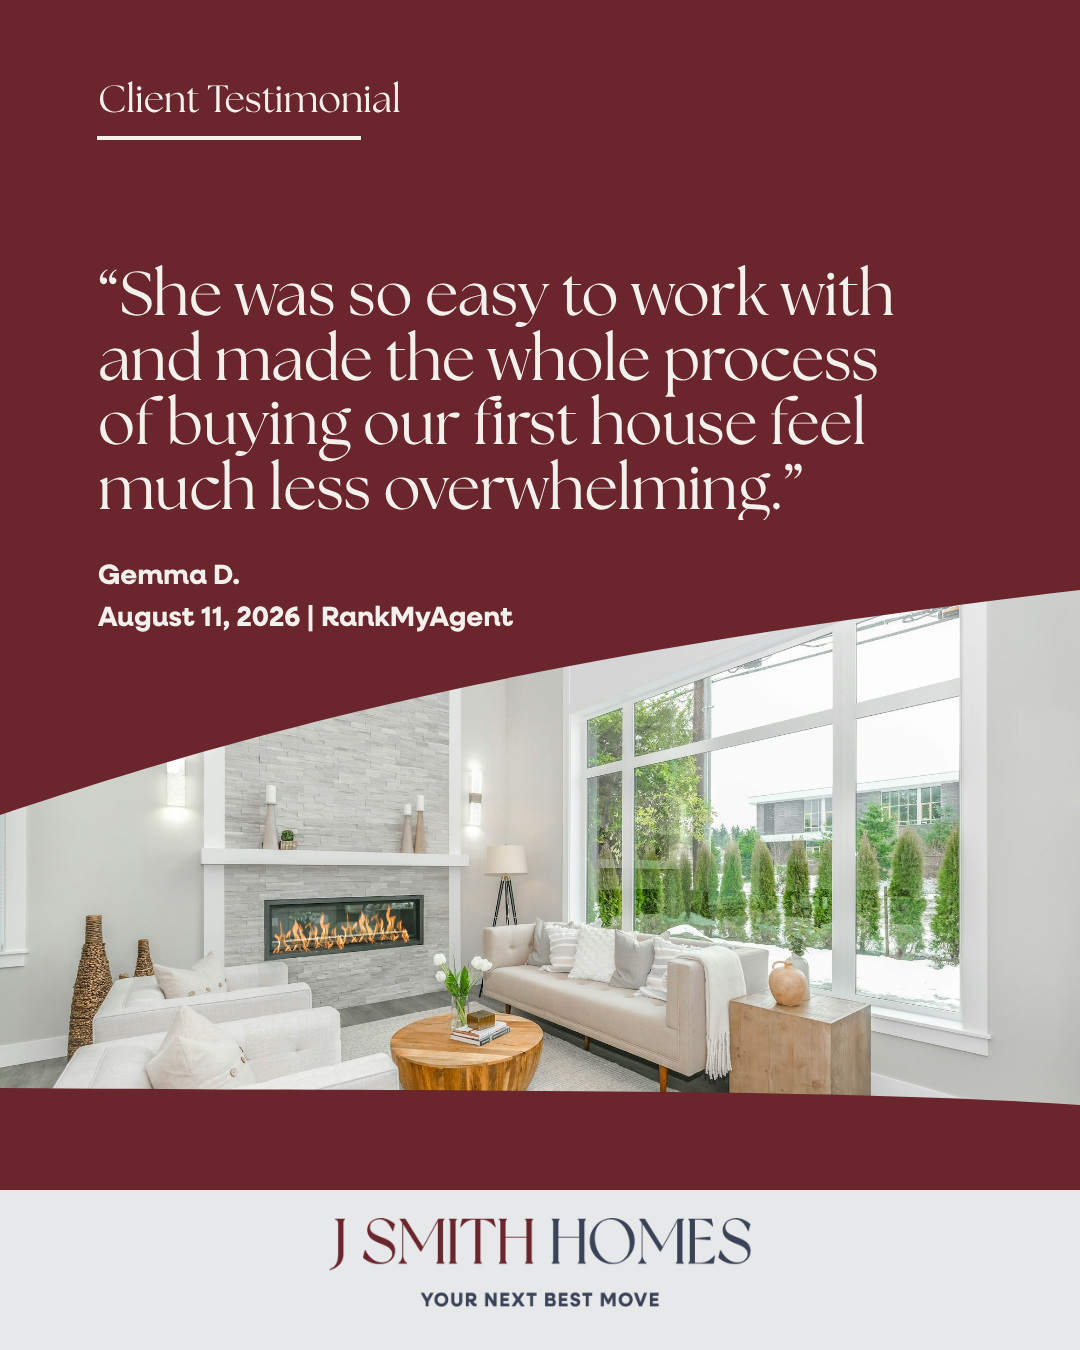 Client Testimonial
“She was so easy to work with
and made the whole process
of buying our first house feel
much less overwhelming.”
Gemma D.
August 11, 2026 | RankMyAgent
J SMITH HOMES
YOUR NEXT BEST MOVE